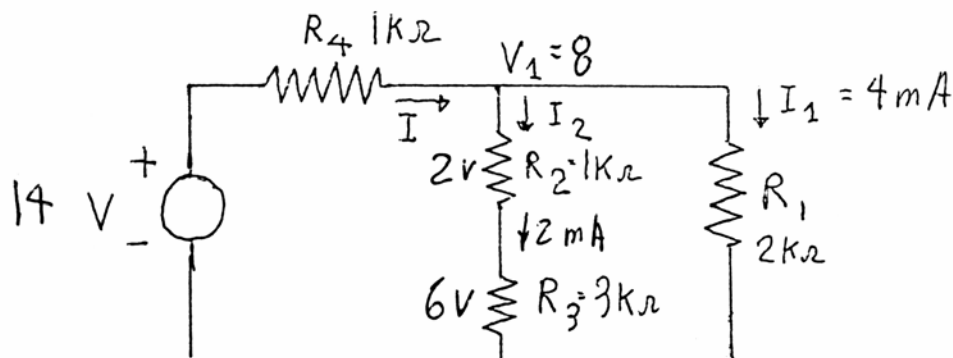 R4 1KΩ
V1=8
I
I2
I1 = 4mA
14 V
+
-
2v
R2=1KΩ
2mA
R1
2KΩ
6v
R3=3KΩ